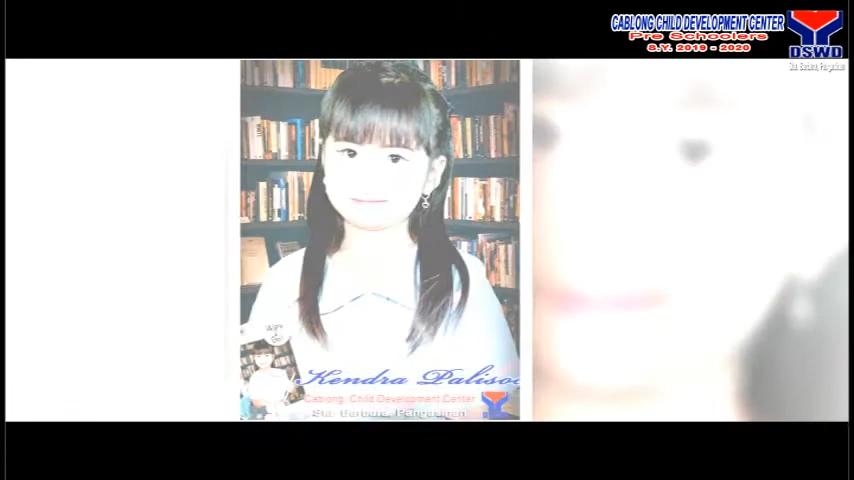 CABLONG CHILD DEVELOPMENT CENTER
Pre Schoolers
S.Y. 2019 - 2020
DSWD
Sta. Barbara, Pangasinan
Kendra
Cablong Child Development Center
Sta. Barbara, Pangasinan